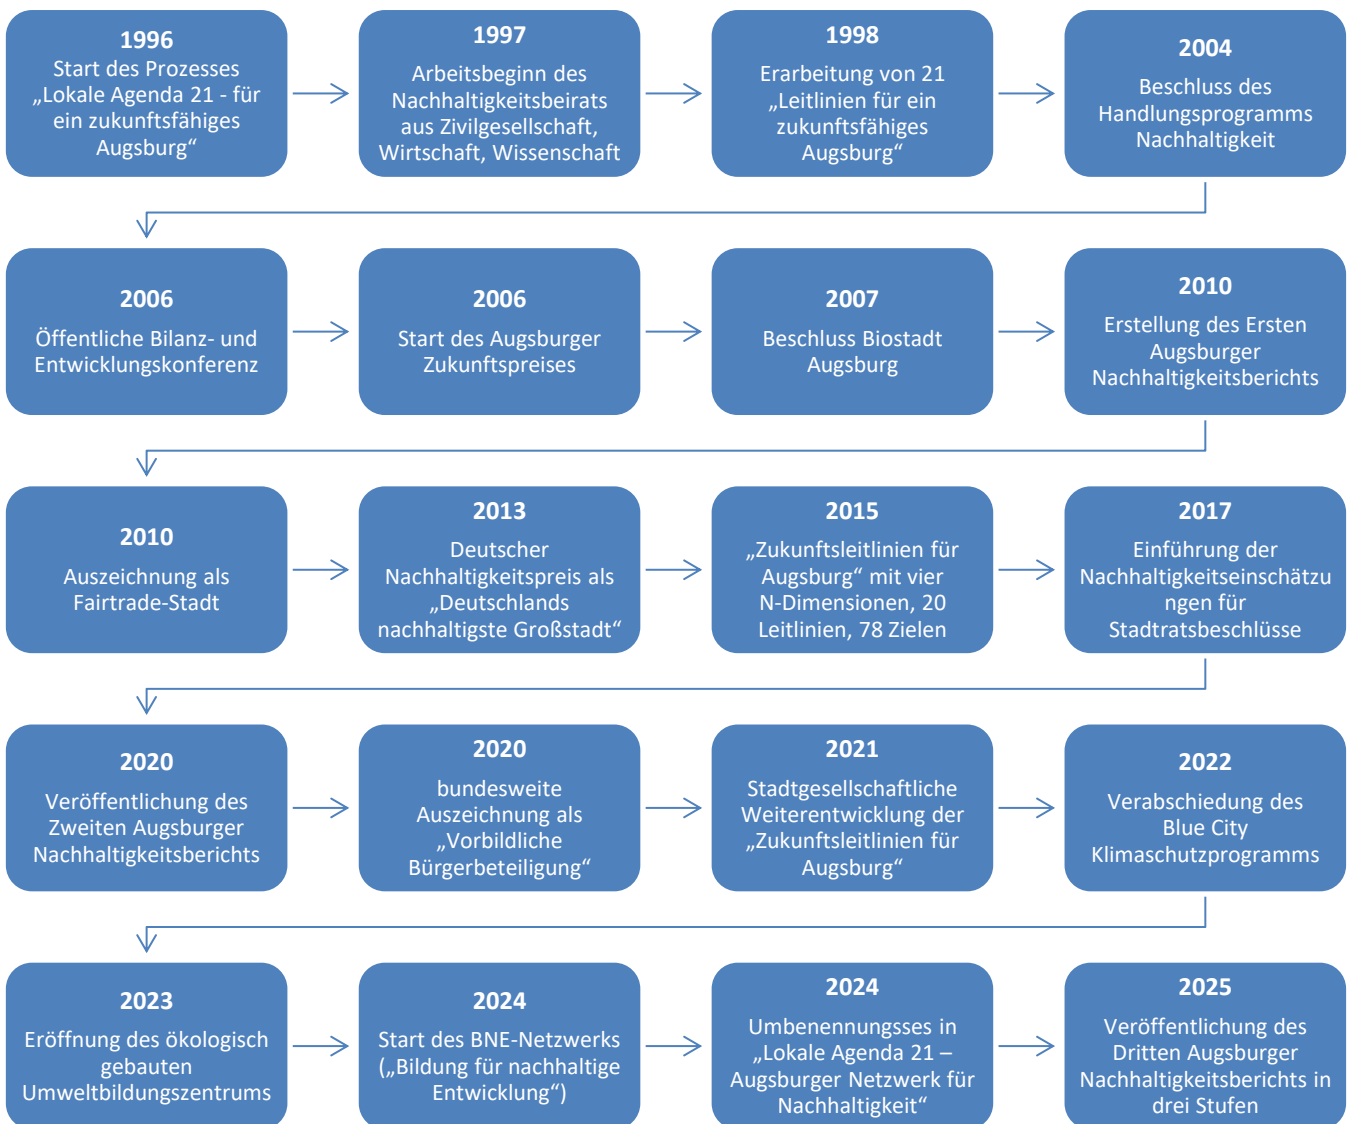 1996
Start des Prozesses
„Lokale Agenda 21 - für
ein zukunftsfähiges
Augsburg“
1997
Arbeitsbeginn des
Nachhaltigkeitsbeirats
aus Zivilgesellschaft,
Wirtschaft, Wissenschaft
1998
Erarbeitung von 21
„Leitlinien für ein
zukunftsfähiges
Augsburg“
2004
Beschluss des
Handlungsprogramms
Nachhaltigkeit
2006
Öffentliche Bilanz- und
Entwicklungskonferenz
2006
Start des Augsburger
Zukunftspreises
2007
Beschluss Biostadt
Augsburg
2010
Erstellung des Ersten
Augsburger
Nachhaltigkeitsberichts
2010
Auszeichnung als
Fairtrade-Stadt
2013
Deutscher
Nachhaltigkeitspreis als
„Deutschlands
nachhaltigste Großstadt“
2015
„Zukunftsleitlinien für
Augsburg“ mit vier
N-Dimensionen, 20
Leitlinien, 78 Zielen
2017
Einführung der
Nachhaltigkeitseinschätzu
ngen für
Stadtratsbeschlüsse
2020
Veröffentlichung des
Zweiten Augsburger
Nachhaltigkeitsberichts
2020
bundesweite
Auszeichnung als
„Vorbildliche
Bürgerbeteiligung“
2021
Stadtgesellschaftliche
Weiterentwicklung der
„Zukunftsleitlinien für
Augsburg“
2022
Verabschiedung des
Blue City
Klimaschutzprogramms
2023
Eröffnung des ökologisch
gebauten
Umweltbildungszentrums
2024
Start des BNE-Netzwerks
(„Bildung für nachhaltige
Entwicklung“)
2024
Umbenennungsses in
„Lokale Agenda 21 –
Augsburger Netzwerk für
Nachhaltigkeit“
2025
Veröffentlichung des
Dritten Augsburger
Nachhaltigkeitsberichts in
drei Stufen